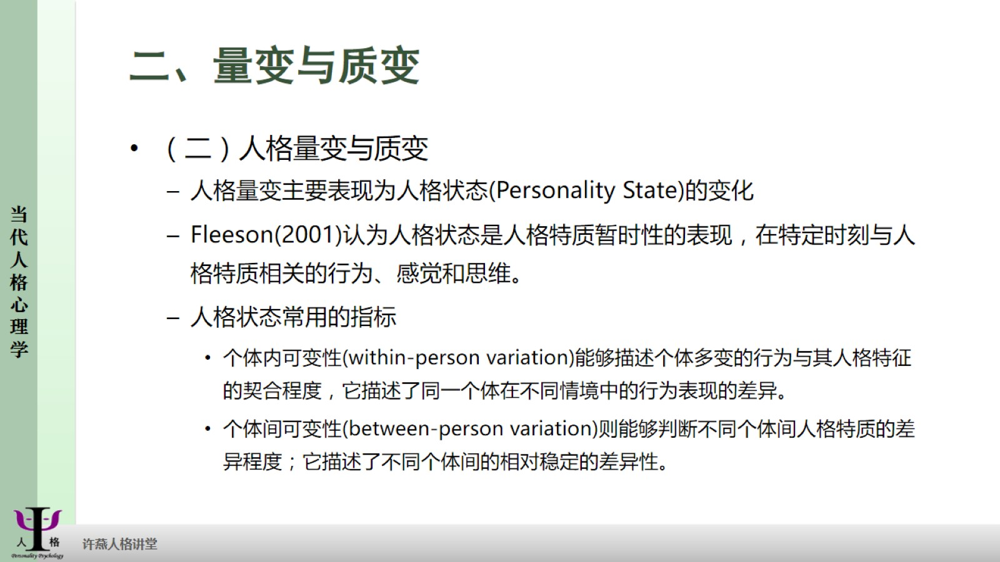 二、量变与质变
• （二）人格量变与质变
– 人格量变主要表现为人格状态(Personality State)的变化
– Fleeson(2001)认为人格状态是人格特质暂时性的表现，在特定时刻与人
格特质相关的行为、感觉和思维。
– 人格状态常用的指标
• 个体内可变性(within-person variation)能够描述个体多变的行为与其人格特征
的契合程度，它描述了同一个体在不同情境中的行为表现的差异。
• 个体间可变性(between-person variation)则能够判断不同个体间人格特质的差
异程度；它描述了不同个体间的相对稳定的差异性。
当代人格心理学
人 格
Personality Psychology
许燕人格讲堂